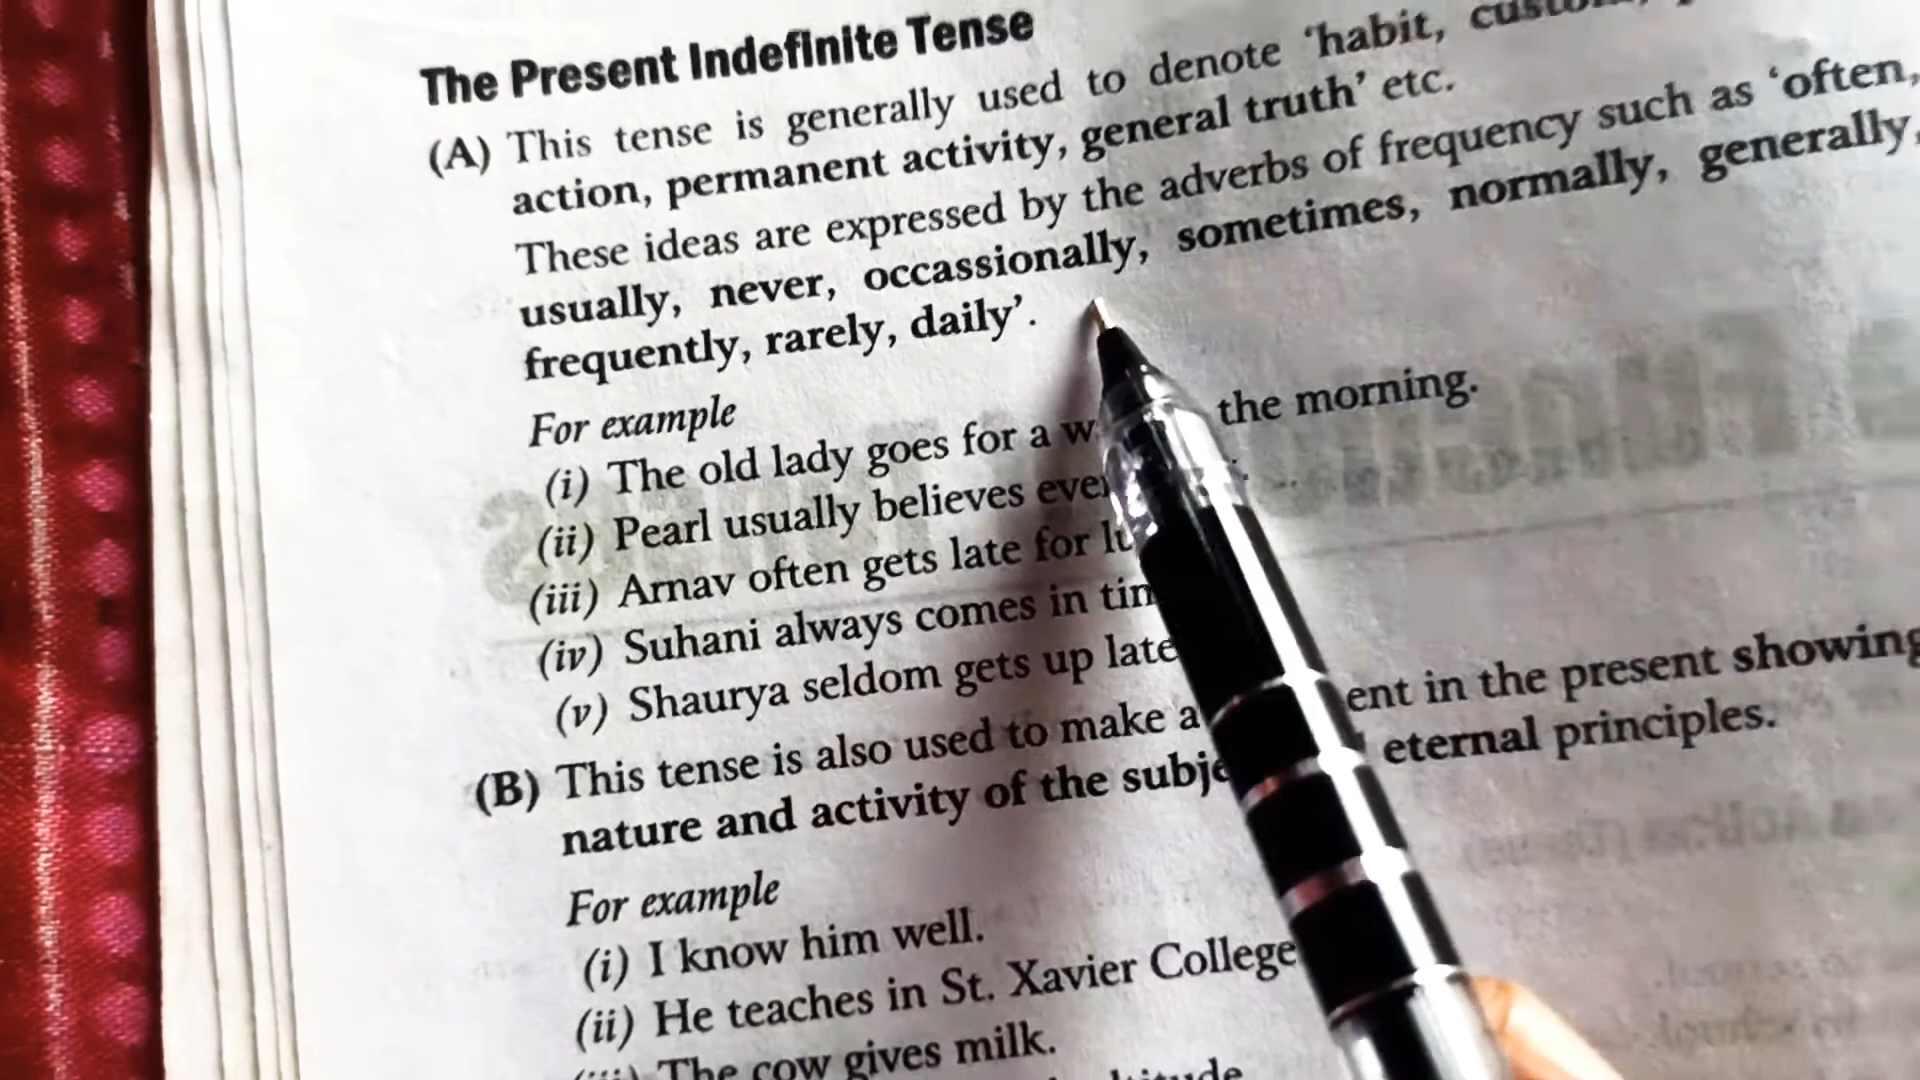 The Present Indefinite Tense
(A) This tense is generally used to denote 'habit,
action, permanent activity, general truth' etc.
These ideas are expressed by the adverbs of frequency such as 'often,
usually, never, occassionally, sometimes, normally, generally,
frequently, rarely, daily'.
For example
(i) The old lady goes for a the morning.
(ii) Pearl usually believes
(iii) Arnav often gets late for
(iv) Suhani always comes in
(v) Shaurya seldom gets up late
(B) This tense is also used to make a in the present showing
nature and activity of the eternal principles.
For example
(i) I know him well.
(ii) He teaches in St. Xavier College
The cow gives milk.